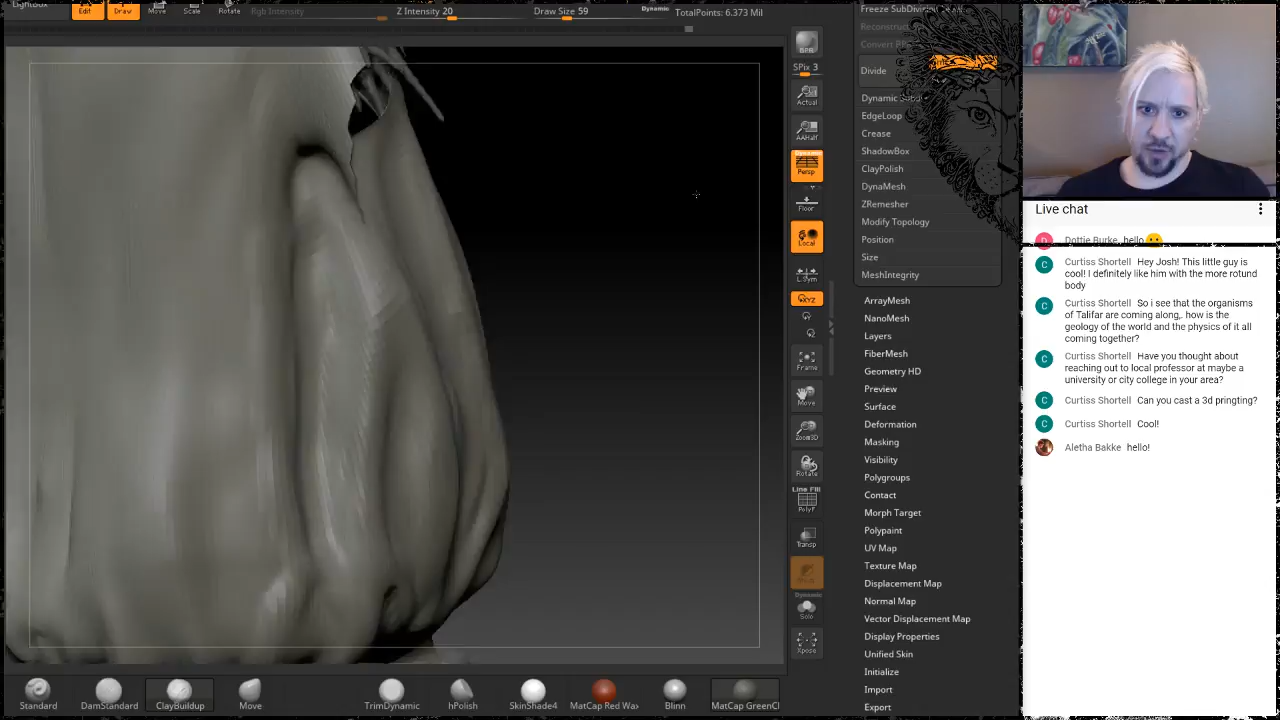 LightBox
Edit
Draw
Move
Scale
Rotate
Rgb Intensity
Z Intensity 20
Draw Size 59
Dynamic
TotalPoints: 6.373 Mil
BPR
SPix 3
Actual
AAHalf
Dynamic
Persp
Floor
Local
L.Sym
XYZ
Frame
Move
Zoom3D
Rotate
Line Fill
PolyF
Transp
Dynamic
Solo
Xpose
Freeze SubDivision
Reconstruct
Convert
Divide
Dynamic Subdiv
EdgeLoop
Crease
ShadowBox
ClayPolish
DynaMesh
ZRemesher
Modify Topology
Position
Size
MeshIntegrity
ArrayMesh
NanoMesh
Layers
FiberMesh
Geometry HD
Preview
Surface
Deformation
Masking
Visibility
Polygroups
Contact
Morph Target
Polypaint
UV Map
Texture Map
Displacement Map
Normal Map
Vector Displacement Map
Display Properties
Unified Skin
Initialize
Import
Export
Standard
DamStandard
ClayBuildup
Move
TrimDynamic
hPolish
SkinShade4
MatCap Red Wax
Blinn
MatCap GreenCl
Live chat
D Dottie Burke hello
C Curtiss Shortell Hey Josh! This little guy is
cool! I definitely like him with the more rotund
body
C Curtiss Shortell So i see that the organisms
of Talifar are coming along,. how is the
geology of the world and the physics of it all
coming together?
C Curtiss Shortell Have you thought about
reaching out to local professor at maybe a
university or city college in your area?
C Curtiss Shortell Can you cast a 3d pringting?
C Curtiss Shortell Cool!
Aletha Bakke hello!